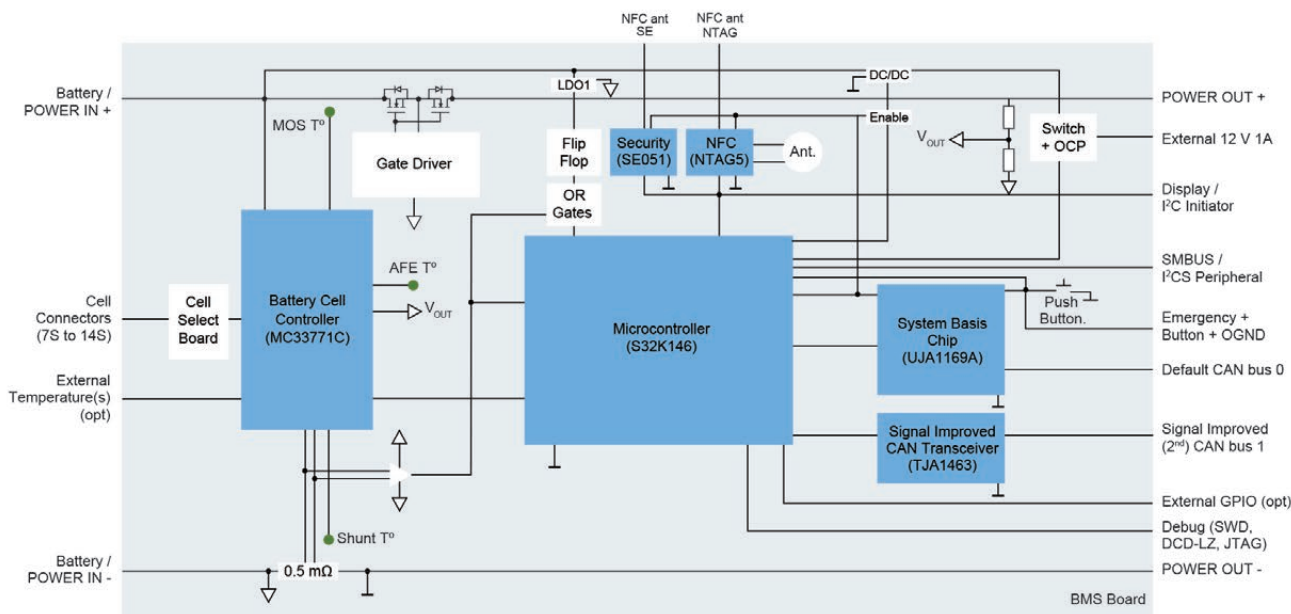 NFC ant
SE
NFC ant
NTAG
Battery /
POWER IN +
LDO1
DC/DC
POWER OUT +
MOS Tº
Enable
Gate Driver
Flip
Flop
Security
(SE051)
NFC
(NTAG5)
Ant.
VOUT
Switch
+ OCP
External 12 V 1A
OR
Gates
Display /
I²C Initiator
AFE Tº
VOUT
SMBUS /
I²CS Peripheral
Cell
Connectors
(7S to 14S)
Cell
Select
Board
Battery Cell
Controller
(MC33771C)
Microcontroller
(S32K146)
System Basis
Chip
(UJA1169A)
Push
Button.
Emergency +
Button + OGND
Default CAN bus 0
External
Temperature(s)
(opt)
Signal Improved
CAN Transceiver
(TJA1463)
Signal Improved
(2nd) CAN bus 1
External GPIO (opt)
Shunt Tº
Debug (SWD,
DCD-LZ, JTAG)
Battery /
POWER IN -
0.5 mΩ
POWER OUT -
BMS Board